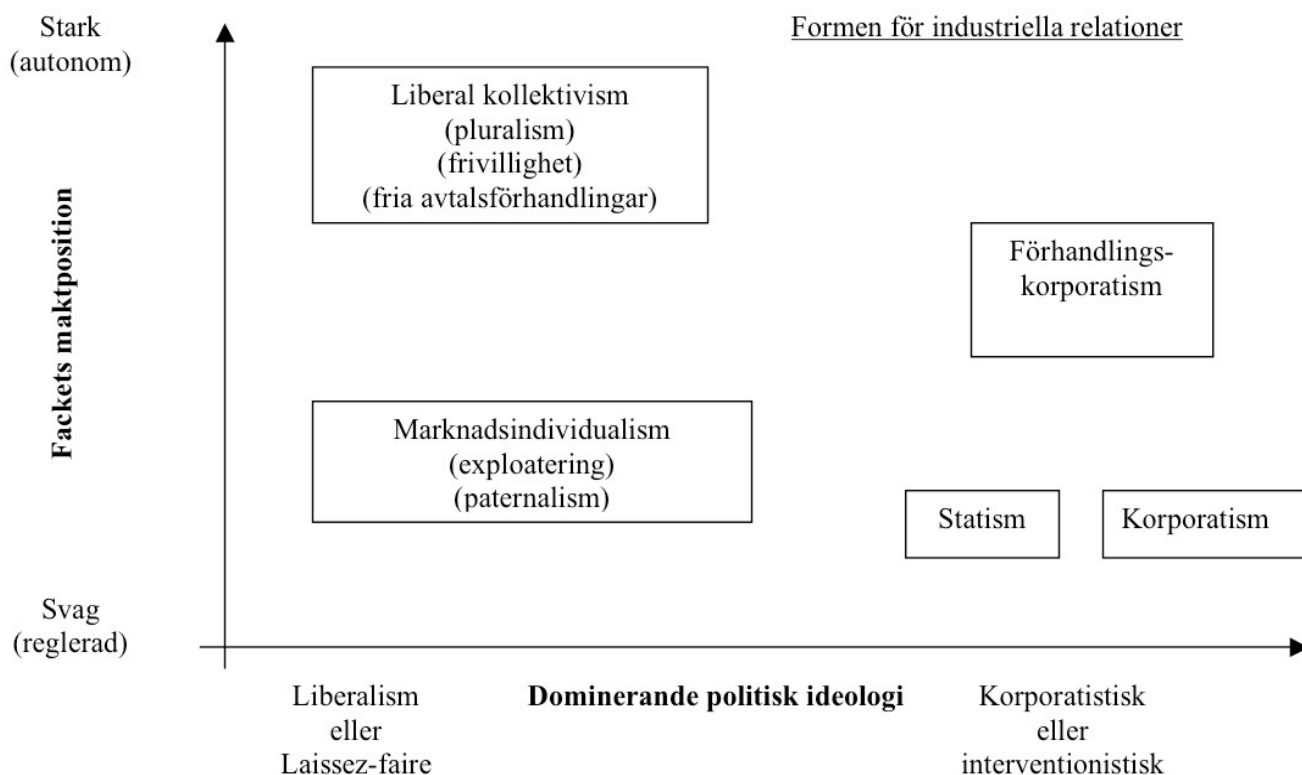 Stark
(autonom)
Formen för industriella relationer
Liberal kollektivism
(pluralism)
(frivillighet)
(fria avtalsförhandlingar)
Förhandlings-
korporatism
Fackets maktposition
Marknadsindividualism
(exploatering)
(paternalism)
Statism
Korporatism
Svag
(reglerad)
Liberalism
eller
Laissez-faire
Dominerande politisk ideologi
Korporatistisk
eller
interventionistisk